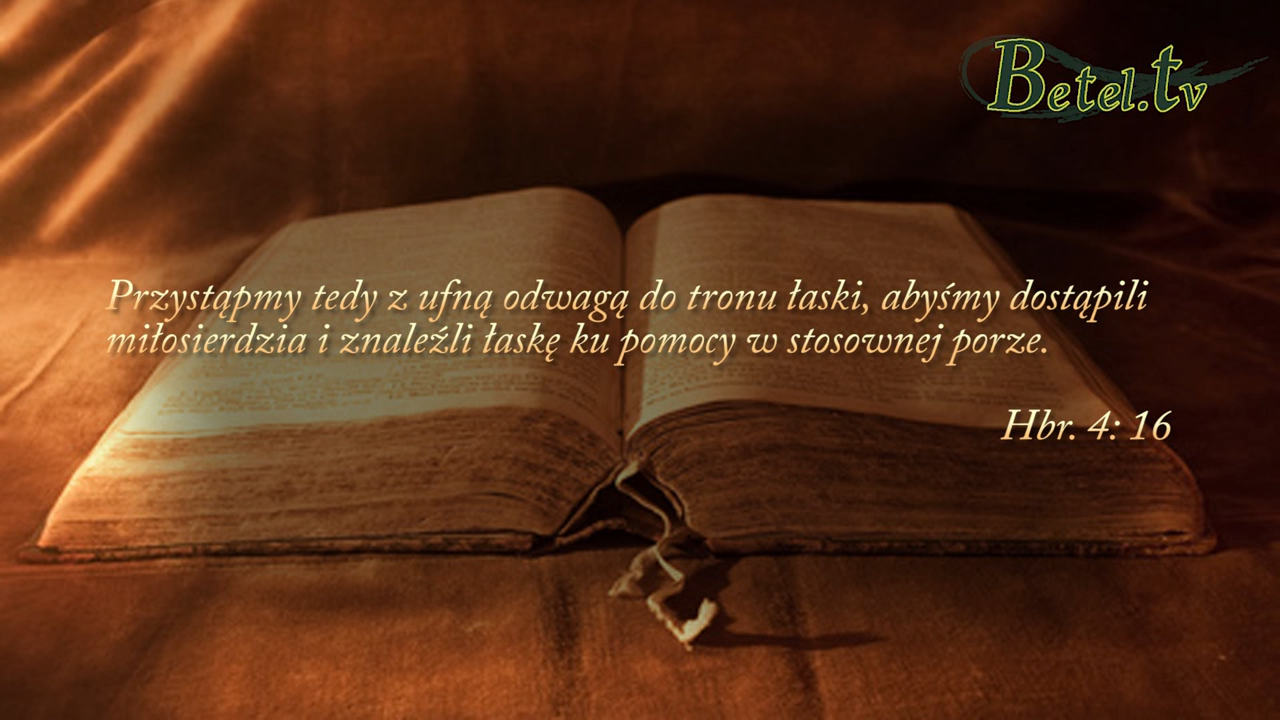 Betel.tv
Przystąpmy tedy z ufną odwagą do tronu łaski, abyśmy dostąpili
miłosierdzia i znaleźli łaskę ku pomocy w stosownej porze.
Hbr. 4: 16